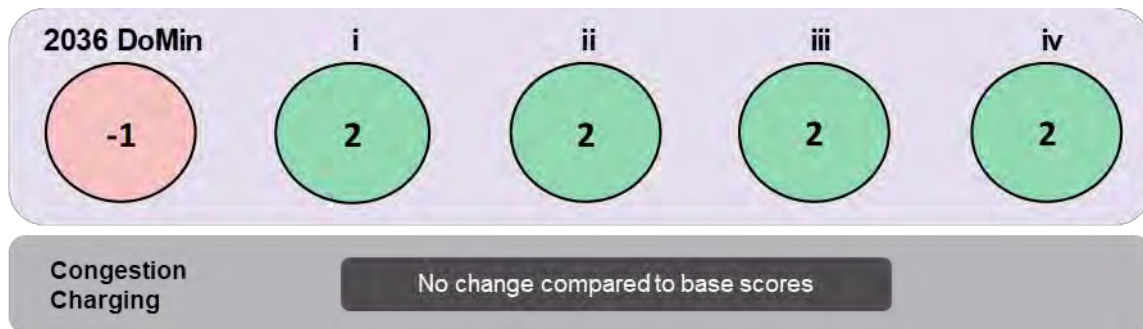 2036 DoMin i ii iii iv
-1 2 2 2 2
Congestion
Charging
No change compared to base scores